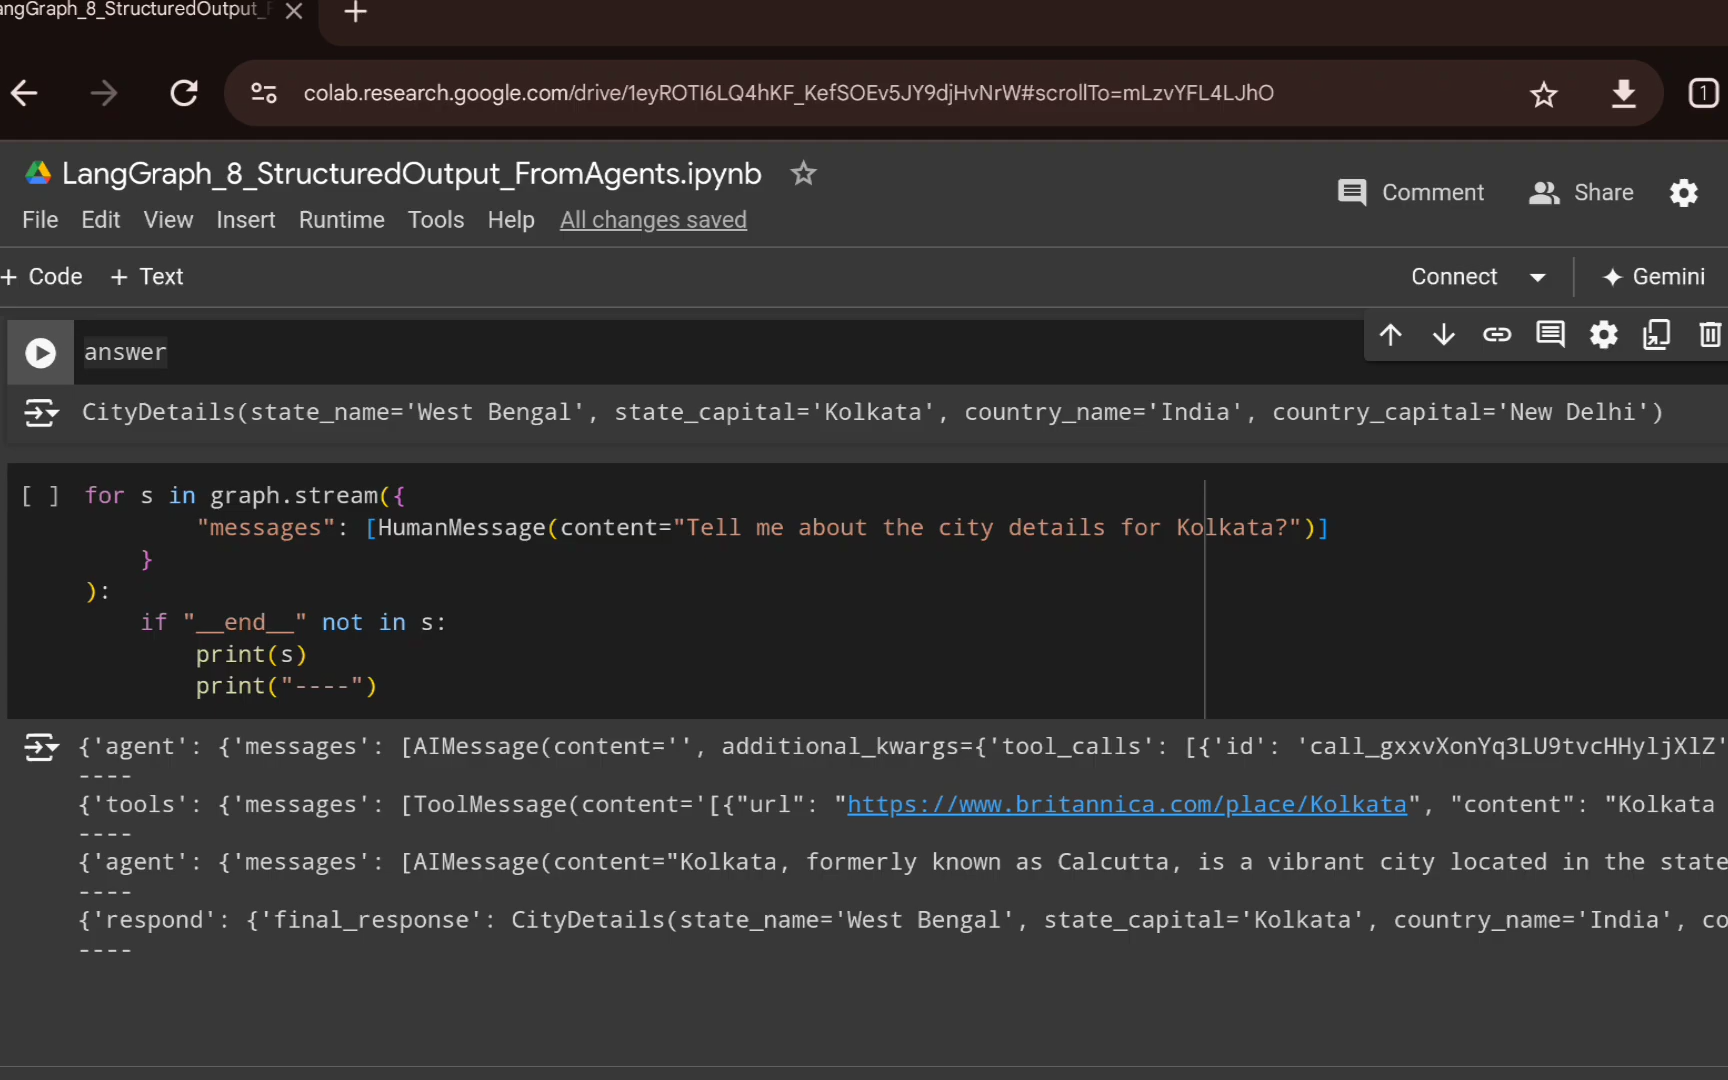 angGraph_8_StructuredOutput_F
colab.research.google.com/drive/1eyROTI6LQ4hKF_KefSOEv5JY9djHvNrW#scrollTo=mLzvYFL4LJhO
1
LangGraph_8_StructuredOutput_FromAgents.ipynb
Comment
Share
File Edit View Insert Runtime Tools Help All changes saved
+ Code + Text
Connect
Gemini
answer
CityDetails(state_name='West Bengal', state_capital='Kolkata', country_name='India', country_capital='New Delhi')
[ ] for s in graph.stream({
"messages": [HumanMessage(content="Tell me about the city details for Kolkata?")]
}
):
if "__end__" not in s:
print(s)
print("----")
{'agent': {'messages': [AIMessage(content='', additional_kwargs={'tool_calls': [{'id': 'call_gxxvXonYq3LU9tvcHHyljXlZ'
----
{'tools': {'messages': [ToolMessage(content='[{"url": "https://www.britannica.com/place/Kolkata", "content": "Kolkata
----
{'agent': {'messages': [AIMessage(content="Kolkata, formerly known as Calcutta, is a vibrant city located in the state
----
{'respond': {'final_response': CityDetails(state_name='West Bengal', state_capital='Kolkata', country_name='India', co
----